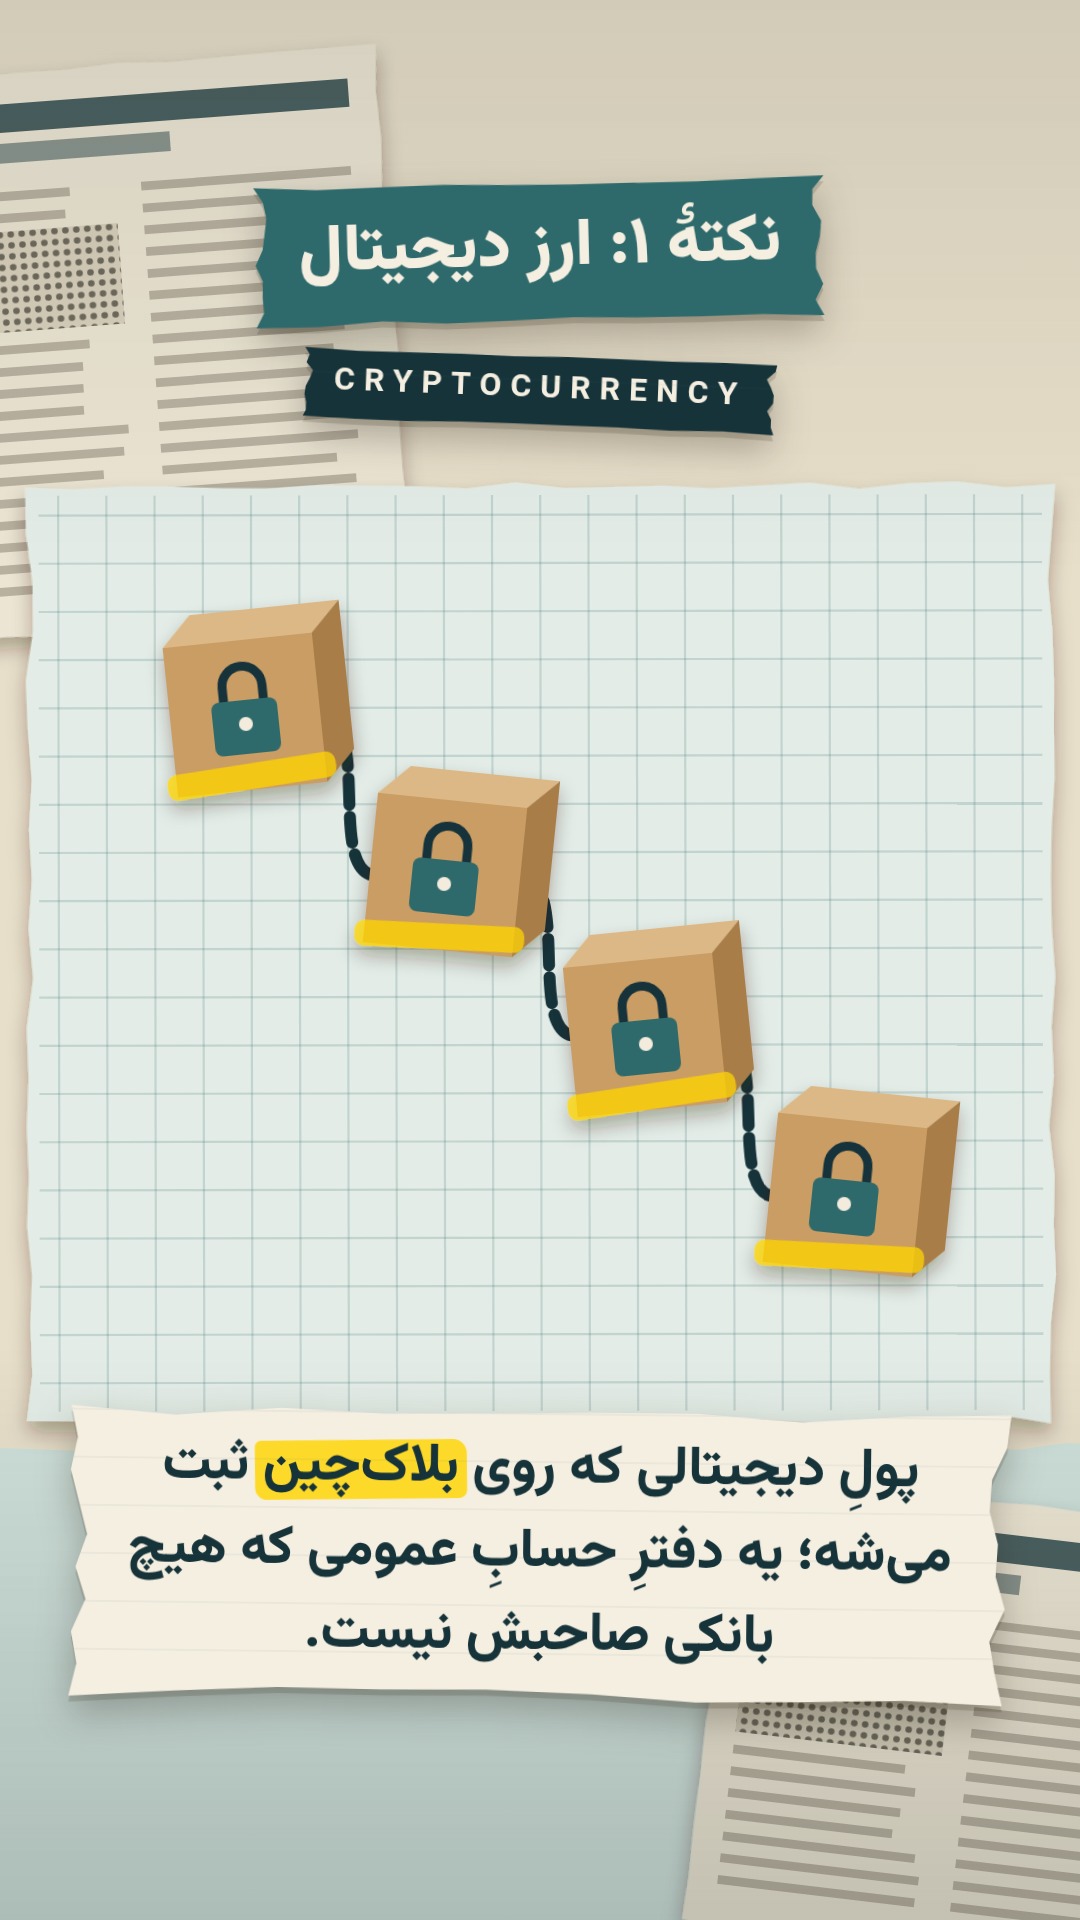 نکتهٔ ۱: ارز دیجیتال
CRYPTOCURRENCY
پولِ دیجیتالی که روی بلاک‌چین ثبت
می‌شه؛ یه دفترِ حسابِ عمومی که هیچ
بانکی صاحبش نیست.